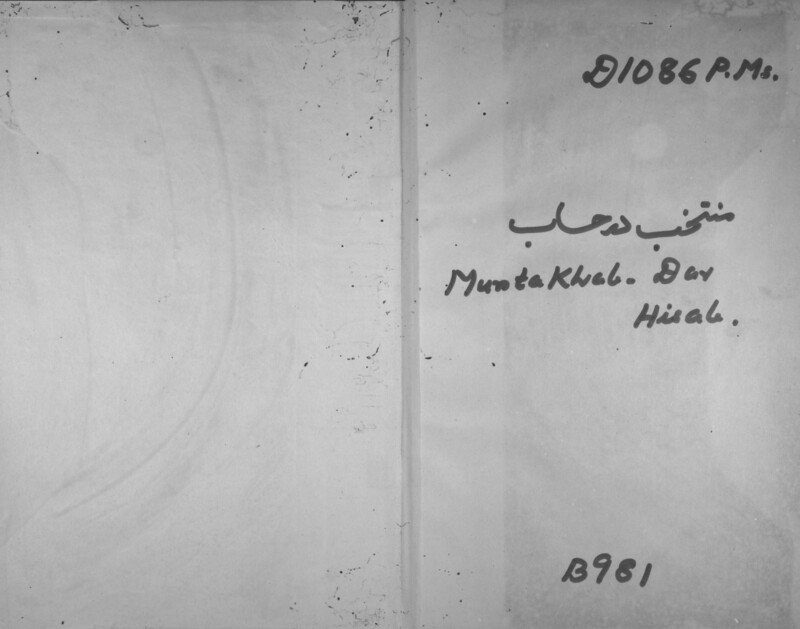 D1086 P.Ms.
منتخب در حساب
Muntakhab. Dar
Hisab.
B981